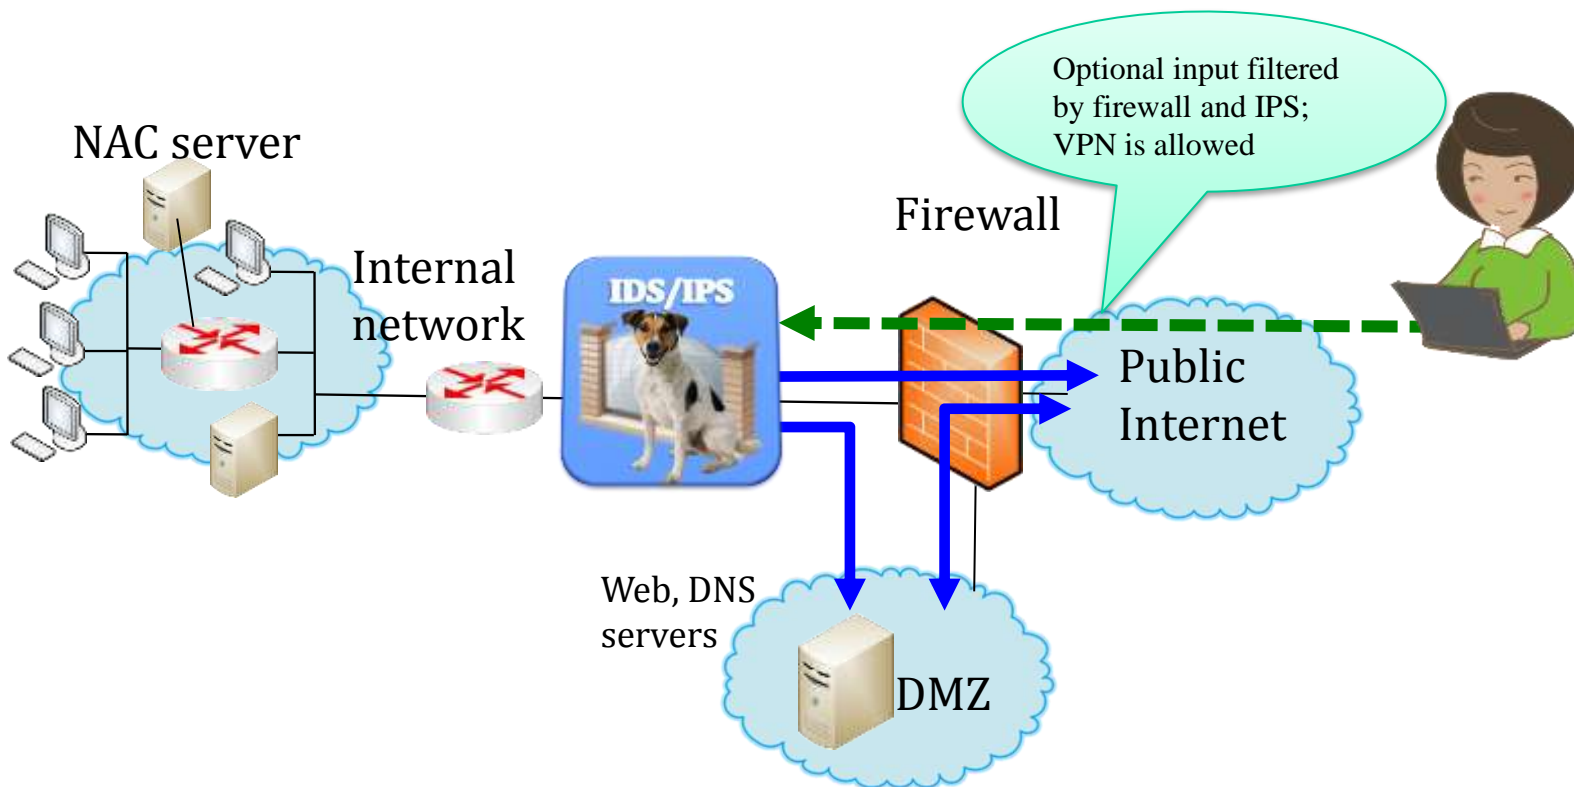 Optional input filtered
by firewall and IPS;
VPN is allowed
NAC server
Firewall
Internal
network
IDS/IPS
Public
Internet
Web, DNS
servers
DMZ